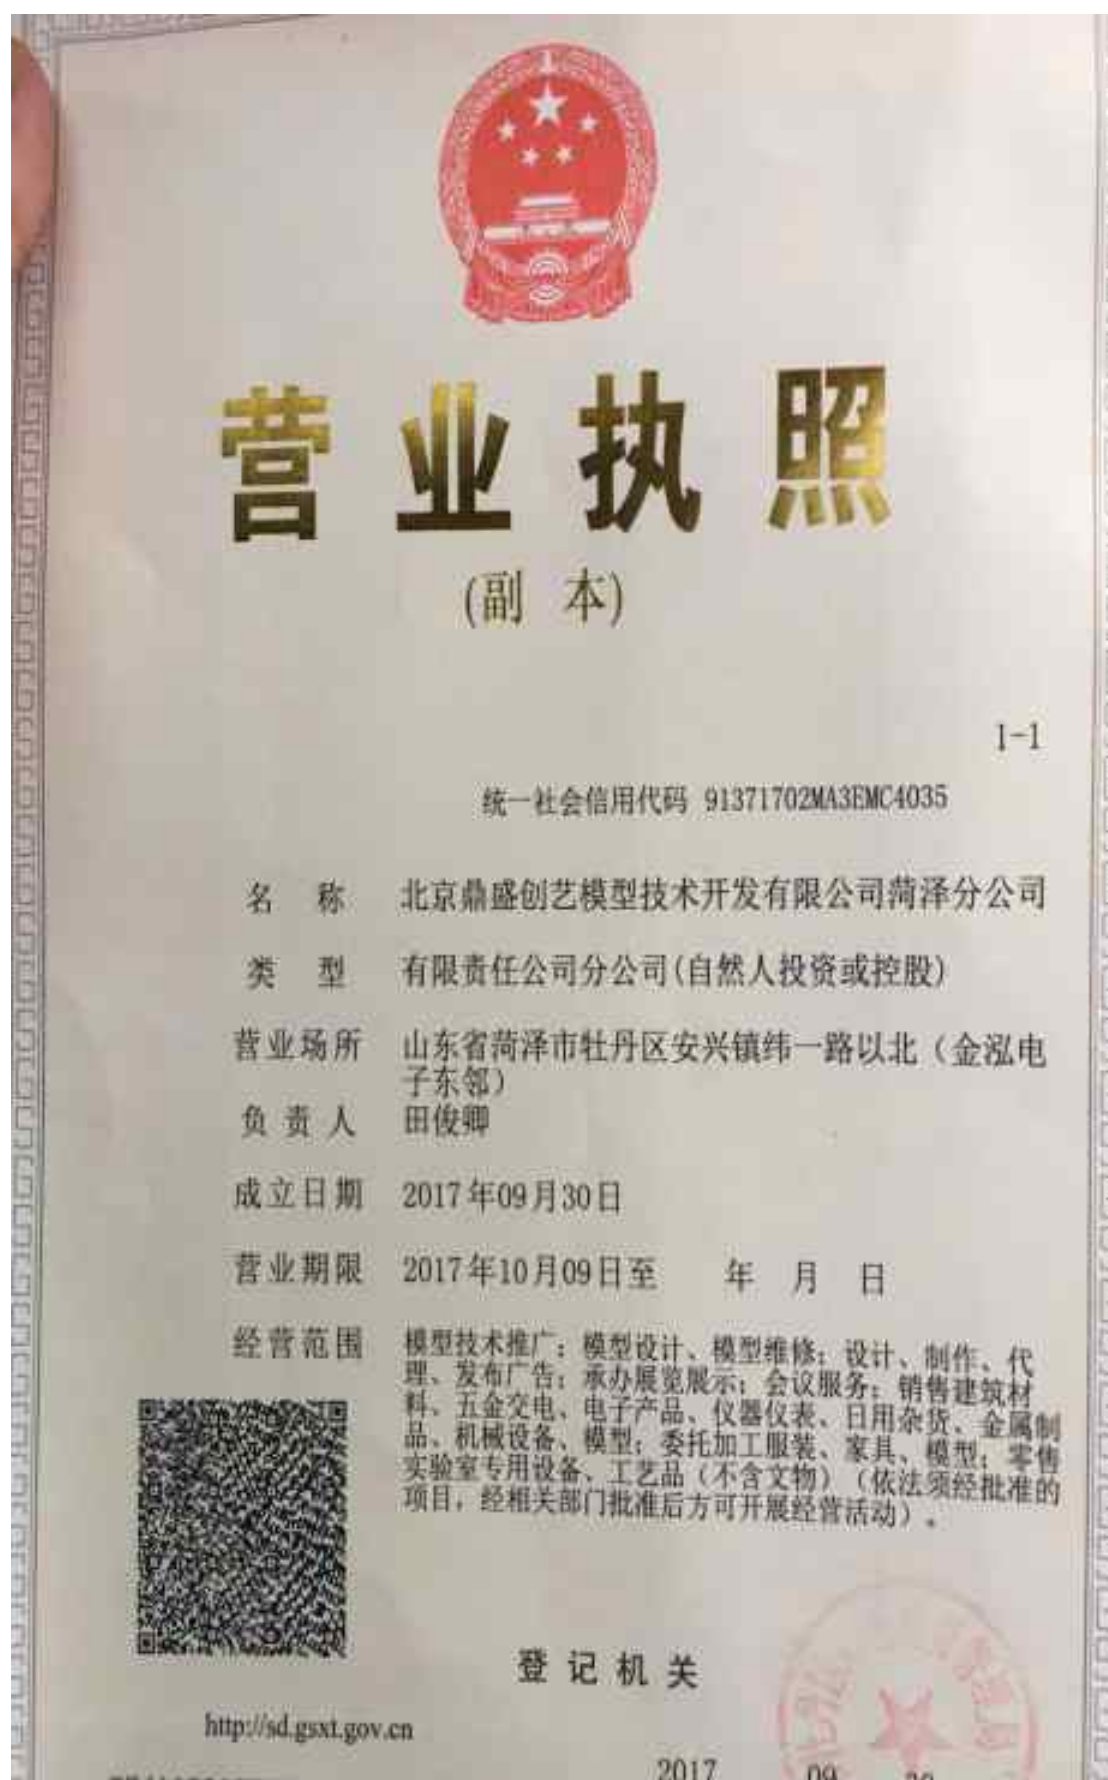 营业执照
(副 本)
1-1
统一社会信用代码 91371702MA3EMC4035
名 称 北京鼎盛创艺模型技术开发有限公司菏泽分公司
类 型 有限责任公司分公司(自然人投资或控股)
营业场所 山东省菏泽市牡丹区安兴镇纬一路以北（金泓电
子东邻）
负 责 人 田俊卿
成立日期 2017年09月30日
营业期限 2017年10月09日至 年 月 日
经营范围 模型技术推广；模型设计、模型维修；设计、制作、代
理、发布广告；承办展览展示；会议服务；销售建筑材
料、五金交电、电子产品、仪器仪表、日用杂货、金属制
品、机械设备、模型；委托加工服装、家具、模型；零售
实验室专用设备、工艺品（不含文物）（依法须经批准的
项目，经相关部门批准后方可开展经营活动）。
登 记 机 关
http://sd.gsxt.gov.cn
2017 09